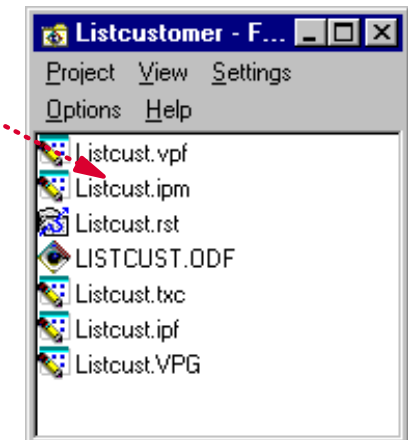 Listcustomer - F...
Project View Settings
Options Help
Listcust.vpf
Listcust.ipm
Listcust.rst
LISTCUST.ODF
Listcust.txc
Listcust.ipf
Listcust.VPG